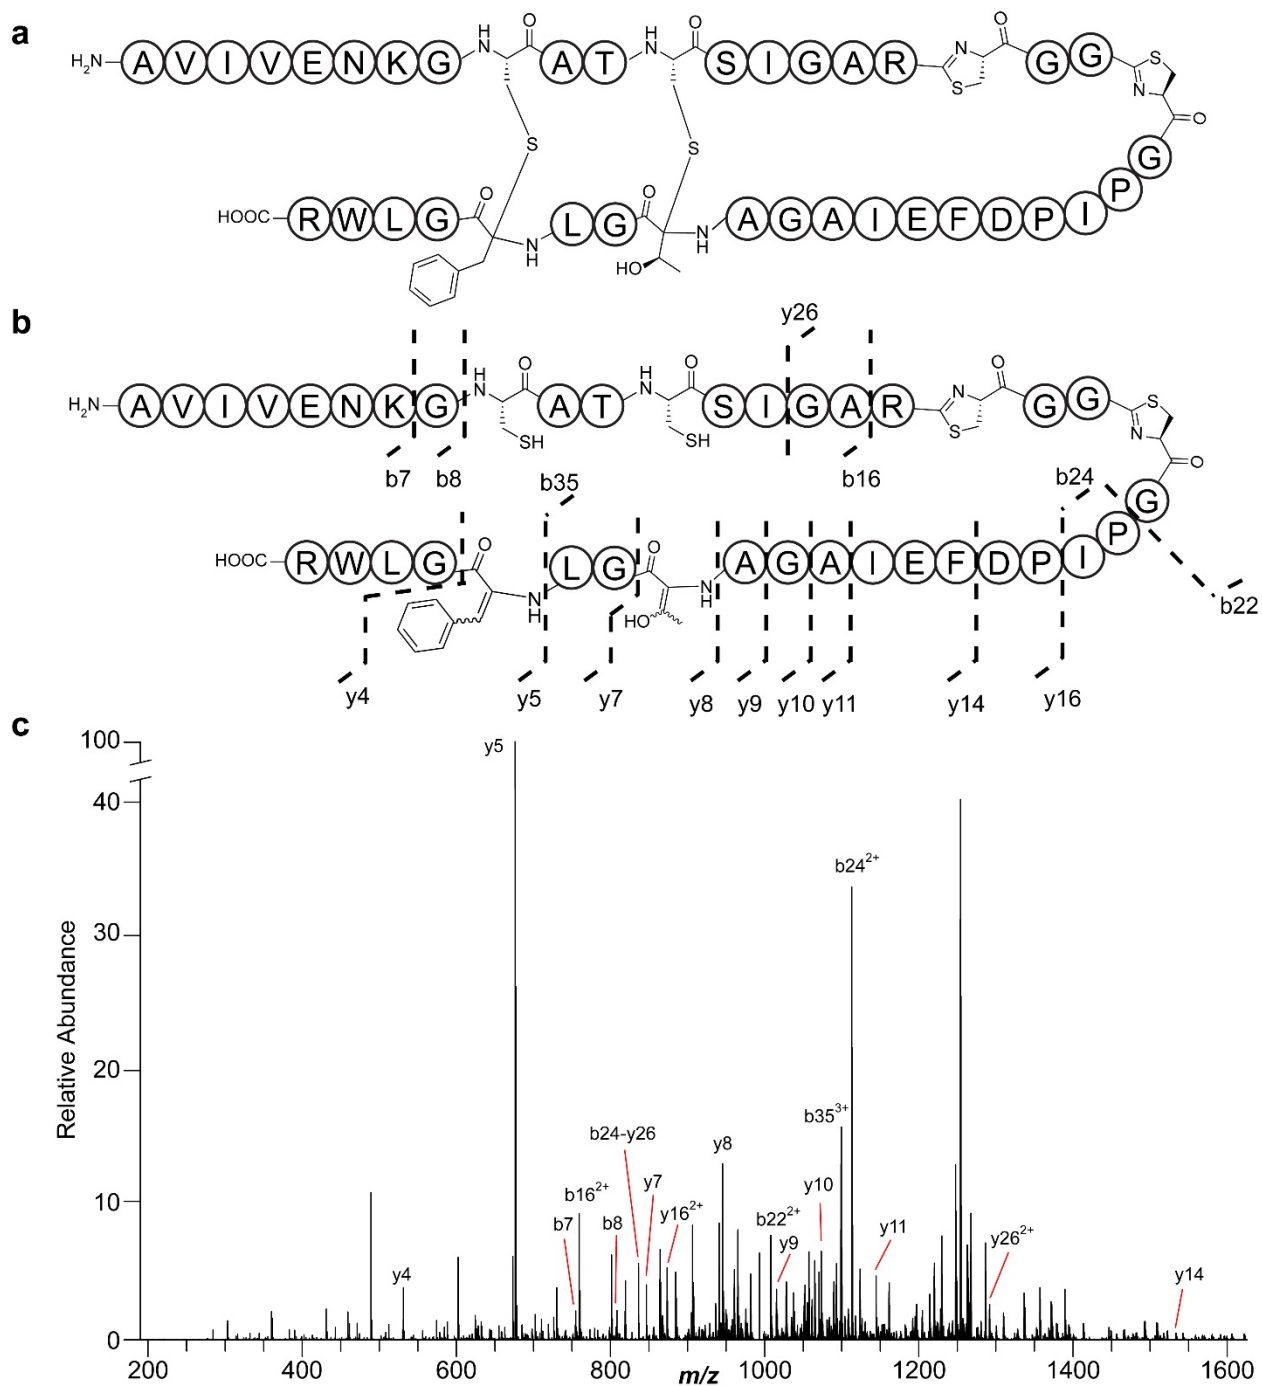 a
H₂N A V I V E N K G H N O A T H N O S I G A R N S O G G S N O
G
P
HOOC R W L G O N H L G O N H A G A I E F D P I
S S
HO
b
y26
H₂N A V I V E N K G H N O A T H N O S I G A R N S O G G S N O
SH SH
b7 b8 b35 b16 b24
G
P
HOOC R W L G O N H L G O N H A G A I E F D P I
HO
b22
y4 y5 y7 y8 y9 y10 y11 y14 y16
c
100
y5
40
b24²⁺
30
Relative Abundance
20
b35³⁺
b24-y26
y8
y7
y10
10
b16²⁺
y16²⁺
b7
b8
b22²⁺
y9
y11
y26²⁺
y4
y14
0
200 400 600 800 1000 1200 1400 1600
m/z